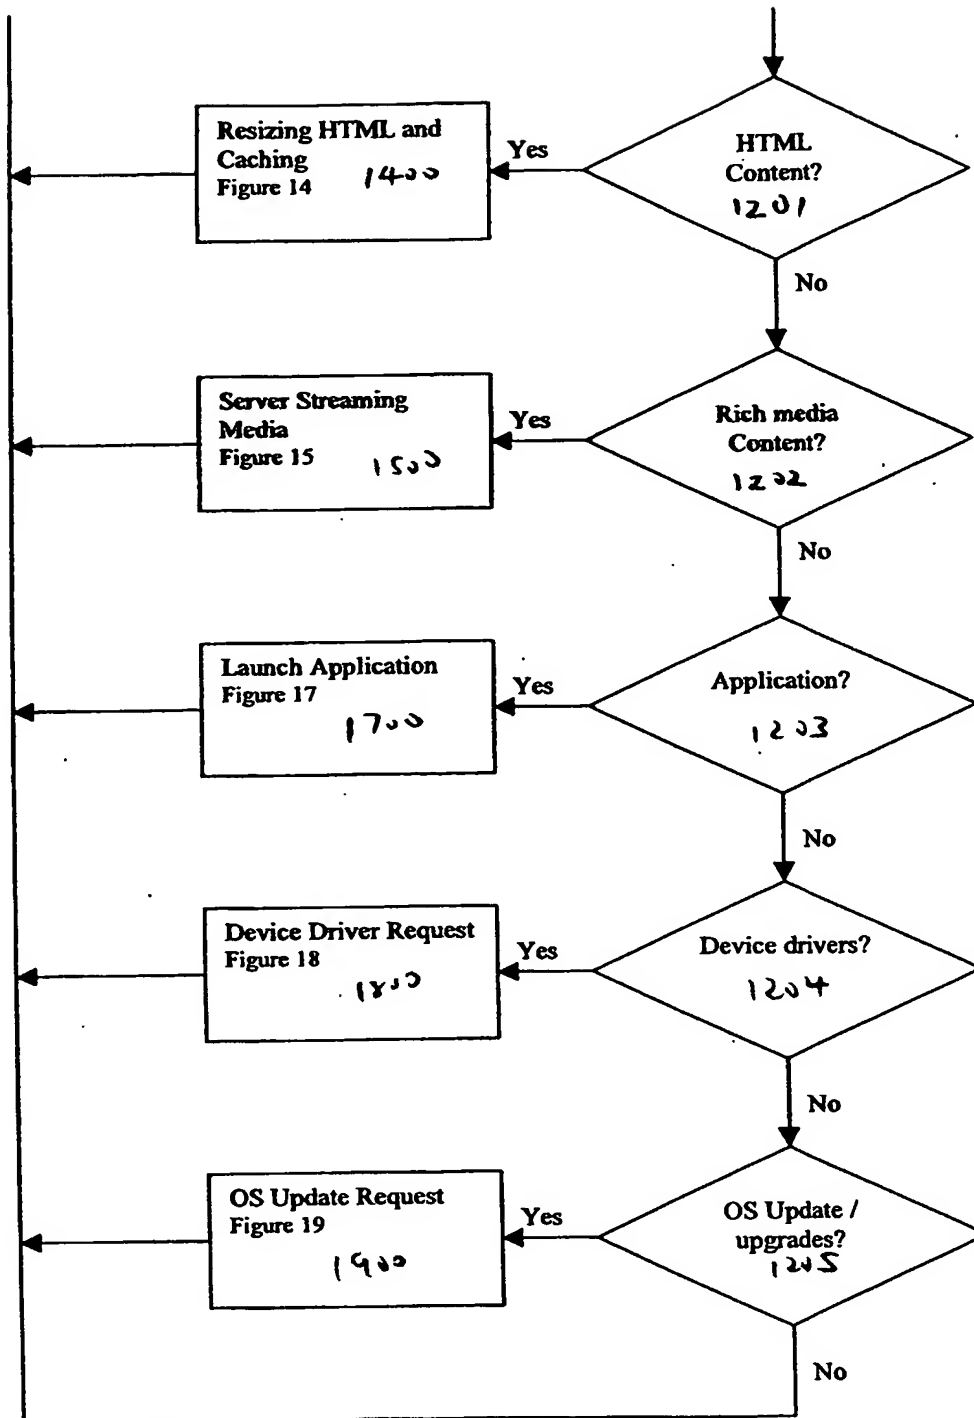 Resizing HTML and
Caching
Figure 14 1400
Yes
HTML
Content?
1201
No
Server Streaming
Media
Figure 15 1500
Yes
Rich media
Content?
1202
No
Launch Application
Figure 17
1700
Yes
Application?
1203
No
Device Driver Request
Figure 18
1800
Yes
Device drivers?
1204
No
OS Update Request
Figure 19
1900
Yes
OS Update /
upgrades?
1205
No